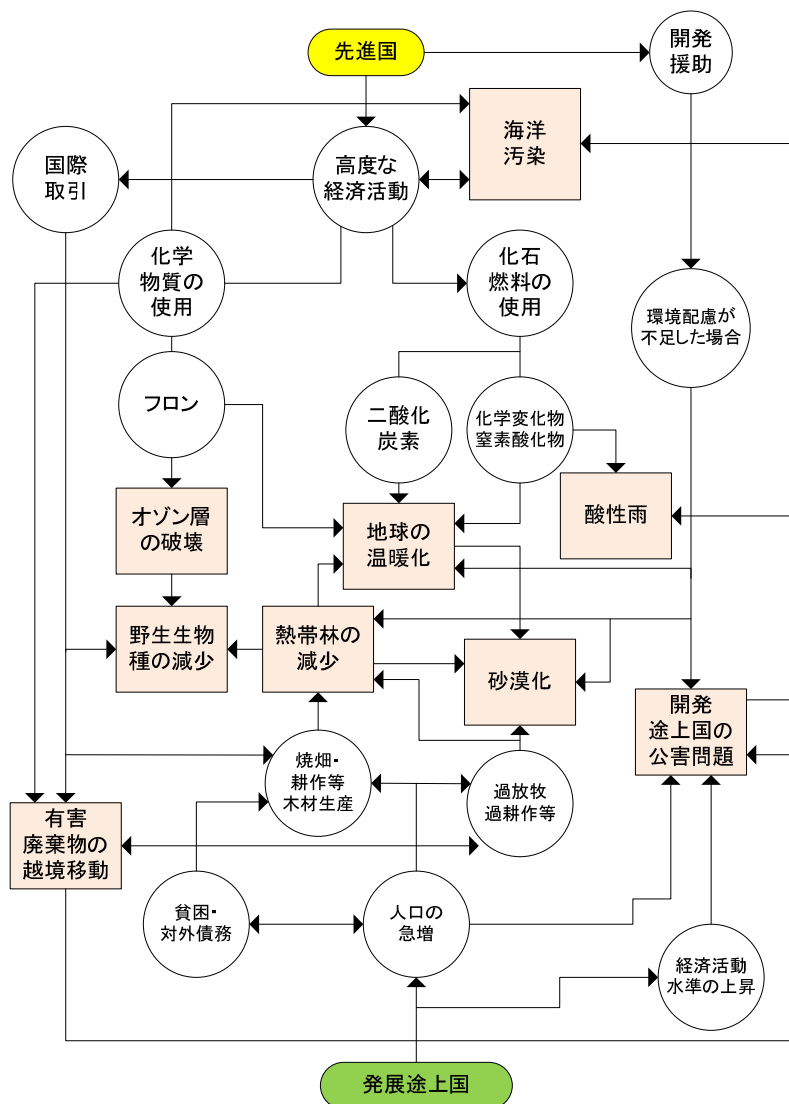 先進国
開発
援助
海洋
汚染
国際
取引
高度な
経済活動
化学
物質の
使用
化石
燃料の
使用
環境配慮が
不足した場合
フロン
二酸化
炭素
化学変化物
窒素酸化物
オゾン層
の破壊
地球の
温暖化
酸性雨
野生生物
種の減少
熱帯林の
減少
砂漠化
開発
途上国の
公害問題
焼畑・
耕作等
木材生産
過放牧
過耕作等
有害
廃棄物の
越境移動
貧困・
対外債務
人口の
急増
経済活動
水準の上昇
発展途上国